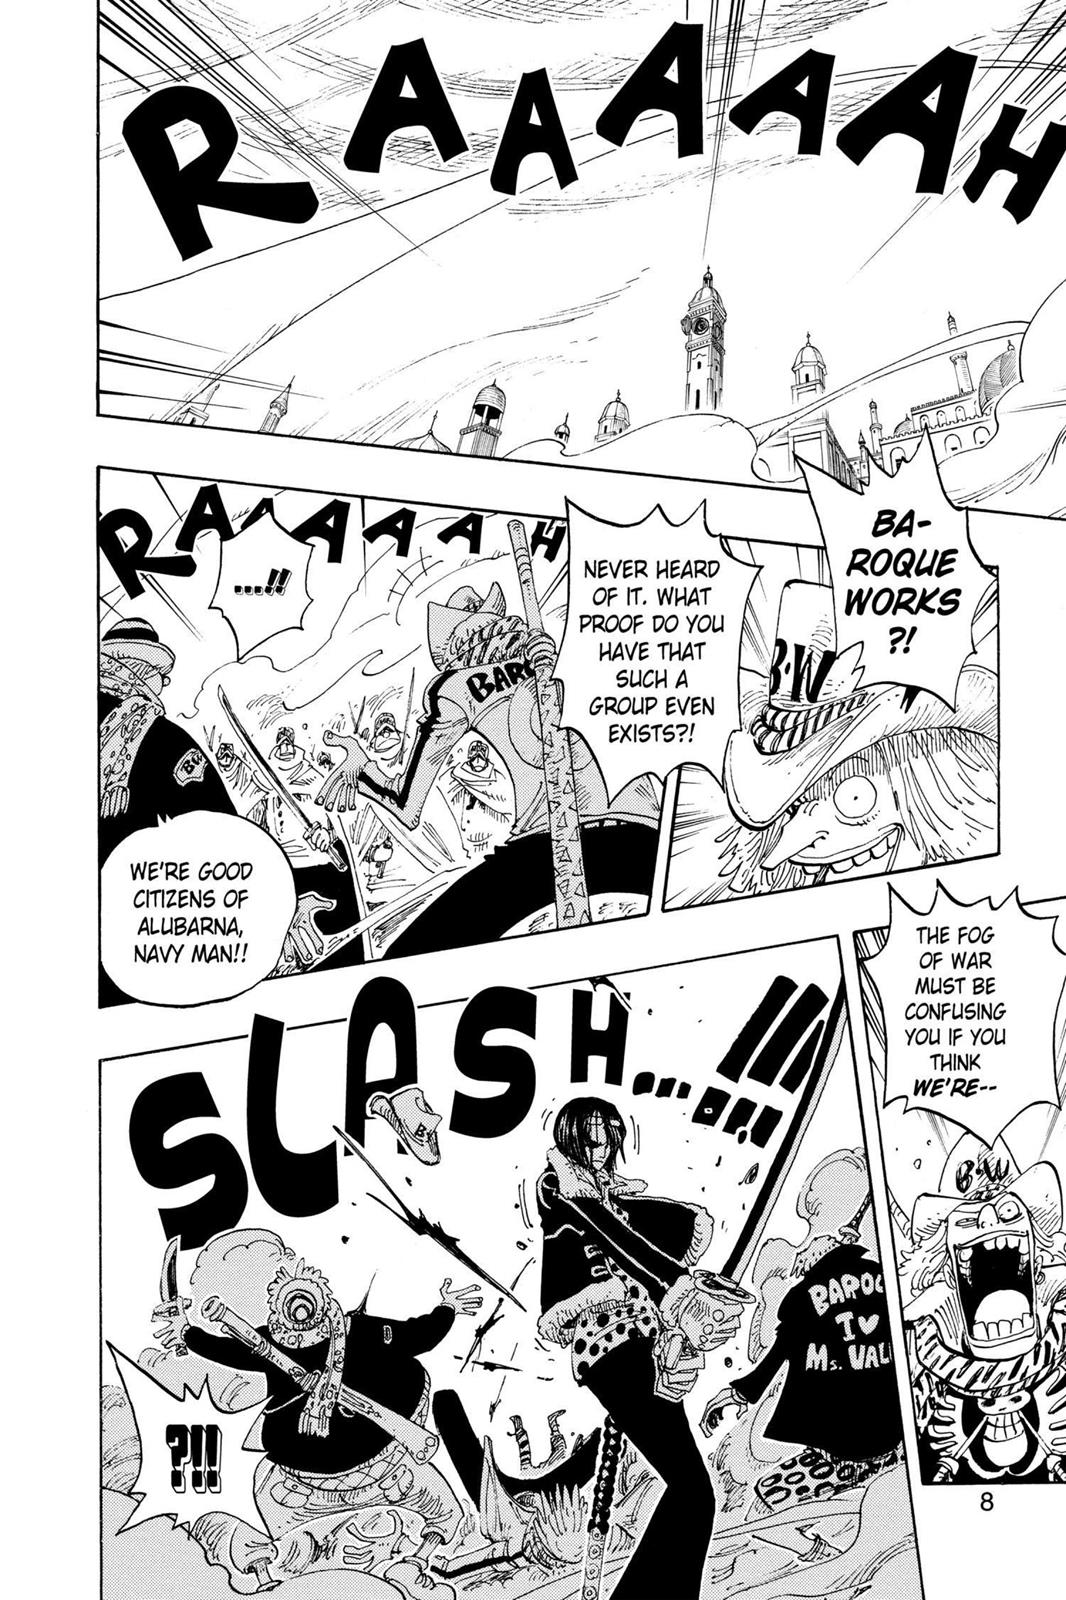 RAAAAAH
BA-
ROQUE
WORKS
?!
B·W
NEVER HEARD
OF IT. WHAT
PROOF DO YOU
HAVE THAT
SUCH A
GROUP EVEN
EXISTS?!
RAAAAAH
....!!
BARO
WE'RE GOOD
CITIZENS OF
ALUBARNA,
NAVY MAN!!
THE FOG
OF WAR
MUST BE
CONFUSING
YOU IF YOU
THINK
WE'RE--
B·W
SLASH...!!!
...!!!
BAROQ
I ♥
MS. VAL
?!!
8